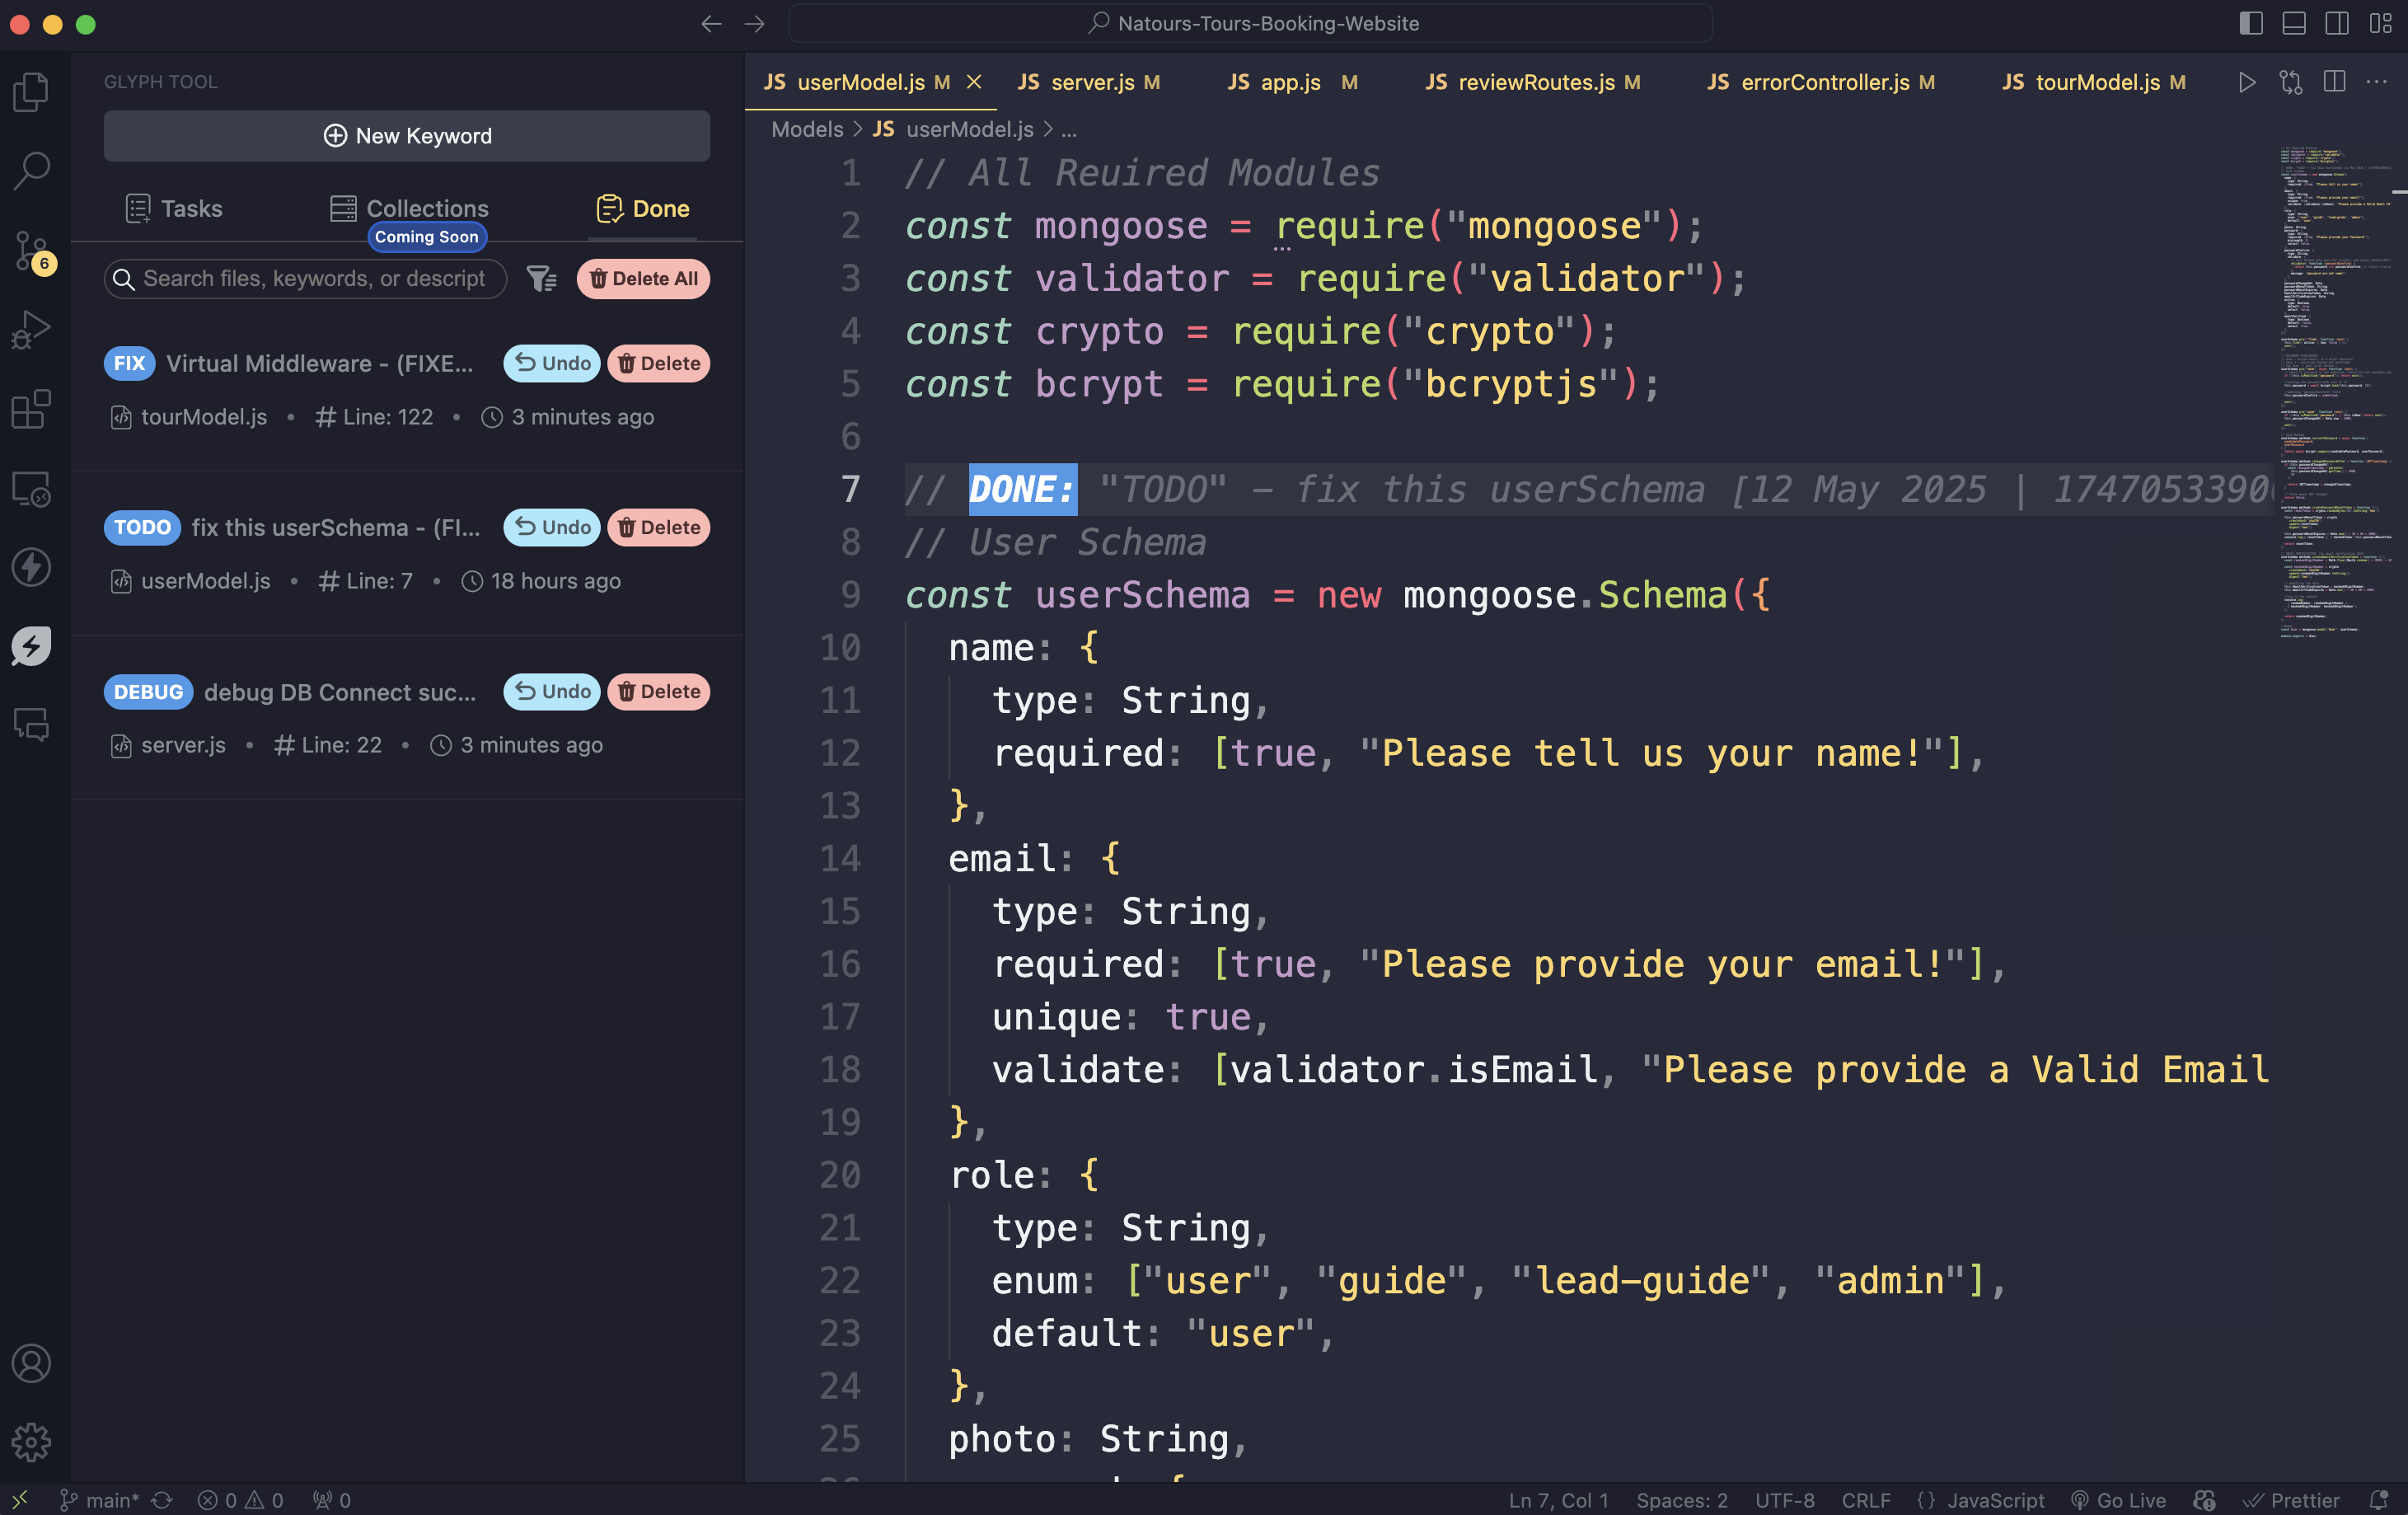 Natours-Tours-Booking-Website
GLYPH TOOL
New Keyword
Tasks
Collections
Coming Soon
Done
Search files, keywords, or descript
Delete All
FIX Virtual Middleware - (FIXE... Undo Delete
tourModel.js • # Line: 122 • 3 minutes ago
TODO fix this userSchema - (FI... Undo Delete
userModel.js • # Line: 7 • 18 hours ago
DEBUG debug DB Connect suc... Undo Delete
server.js • # Line: 22 • 3 minutes ago
6
JS userModel.js M JS server.js M JS app.js M JS reviewRoutes.js M JS errorController.js M JS tourModel.js M
Models > JS userModel.js > ...
1 // All Reuired Modules
2 const mongoose = require("mongoose");
3 const validator = require("validator");
4 const crypto = require("crypto");
5 const bcrypt = require("bcryptjs");
6
7 // DONE: "TODO" – fix this userSchema [12 May 2025 | 1747053390
8 // User Schema
9 const userSchema = new mongoose.Schema({
10 name: {
11 type: String,
12 required: [true, "Please tell us your name!"],
13 },
14 email: {
15 type: String,
16 required: [true, "Please provide your email!"],
17 unique: true,
18 validate: [validator.isEmail, "Please provide a Valid Email
19 },
20 role: {
21 type: String,
22 enum: ["user", "guide", "lead-guide", "admin"],
23 default: "user",
24 },
25 photo: String,
main* 0 0 0
Ln 7, Col 1 Spaces: 2 UTF-8 CRLF {} JavaScript Go Live Prettier